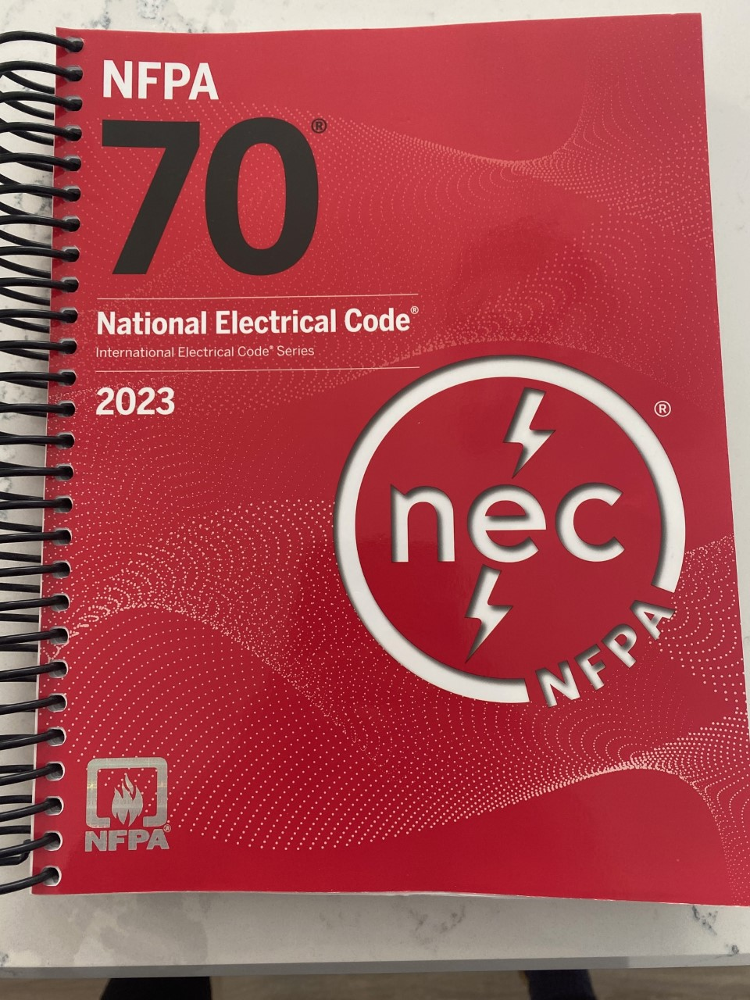 NFPA
70®
National Electrical Code®
International Electrical Code® Series
2023
nec
®
NFPA
NFPA®